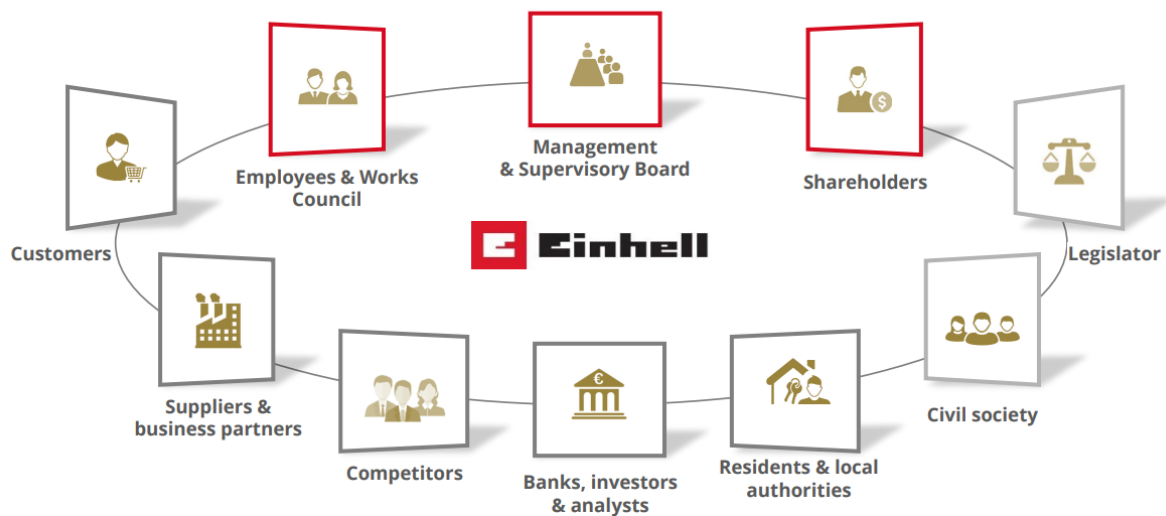 Management
& Supervisory Board
Employees & Works
Council
Shareholders
Customers
Legislator
$
Einhell
Suppliers &
business partners
Competitors
€
Banks, investors
& analysts
Residents & local
authorities
Civil society